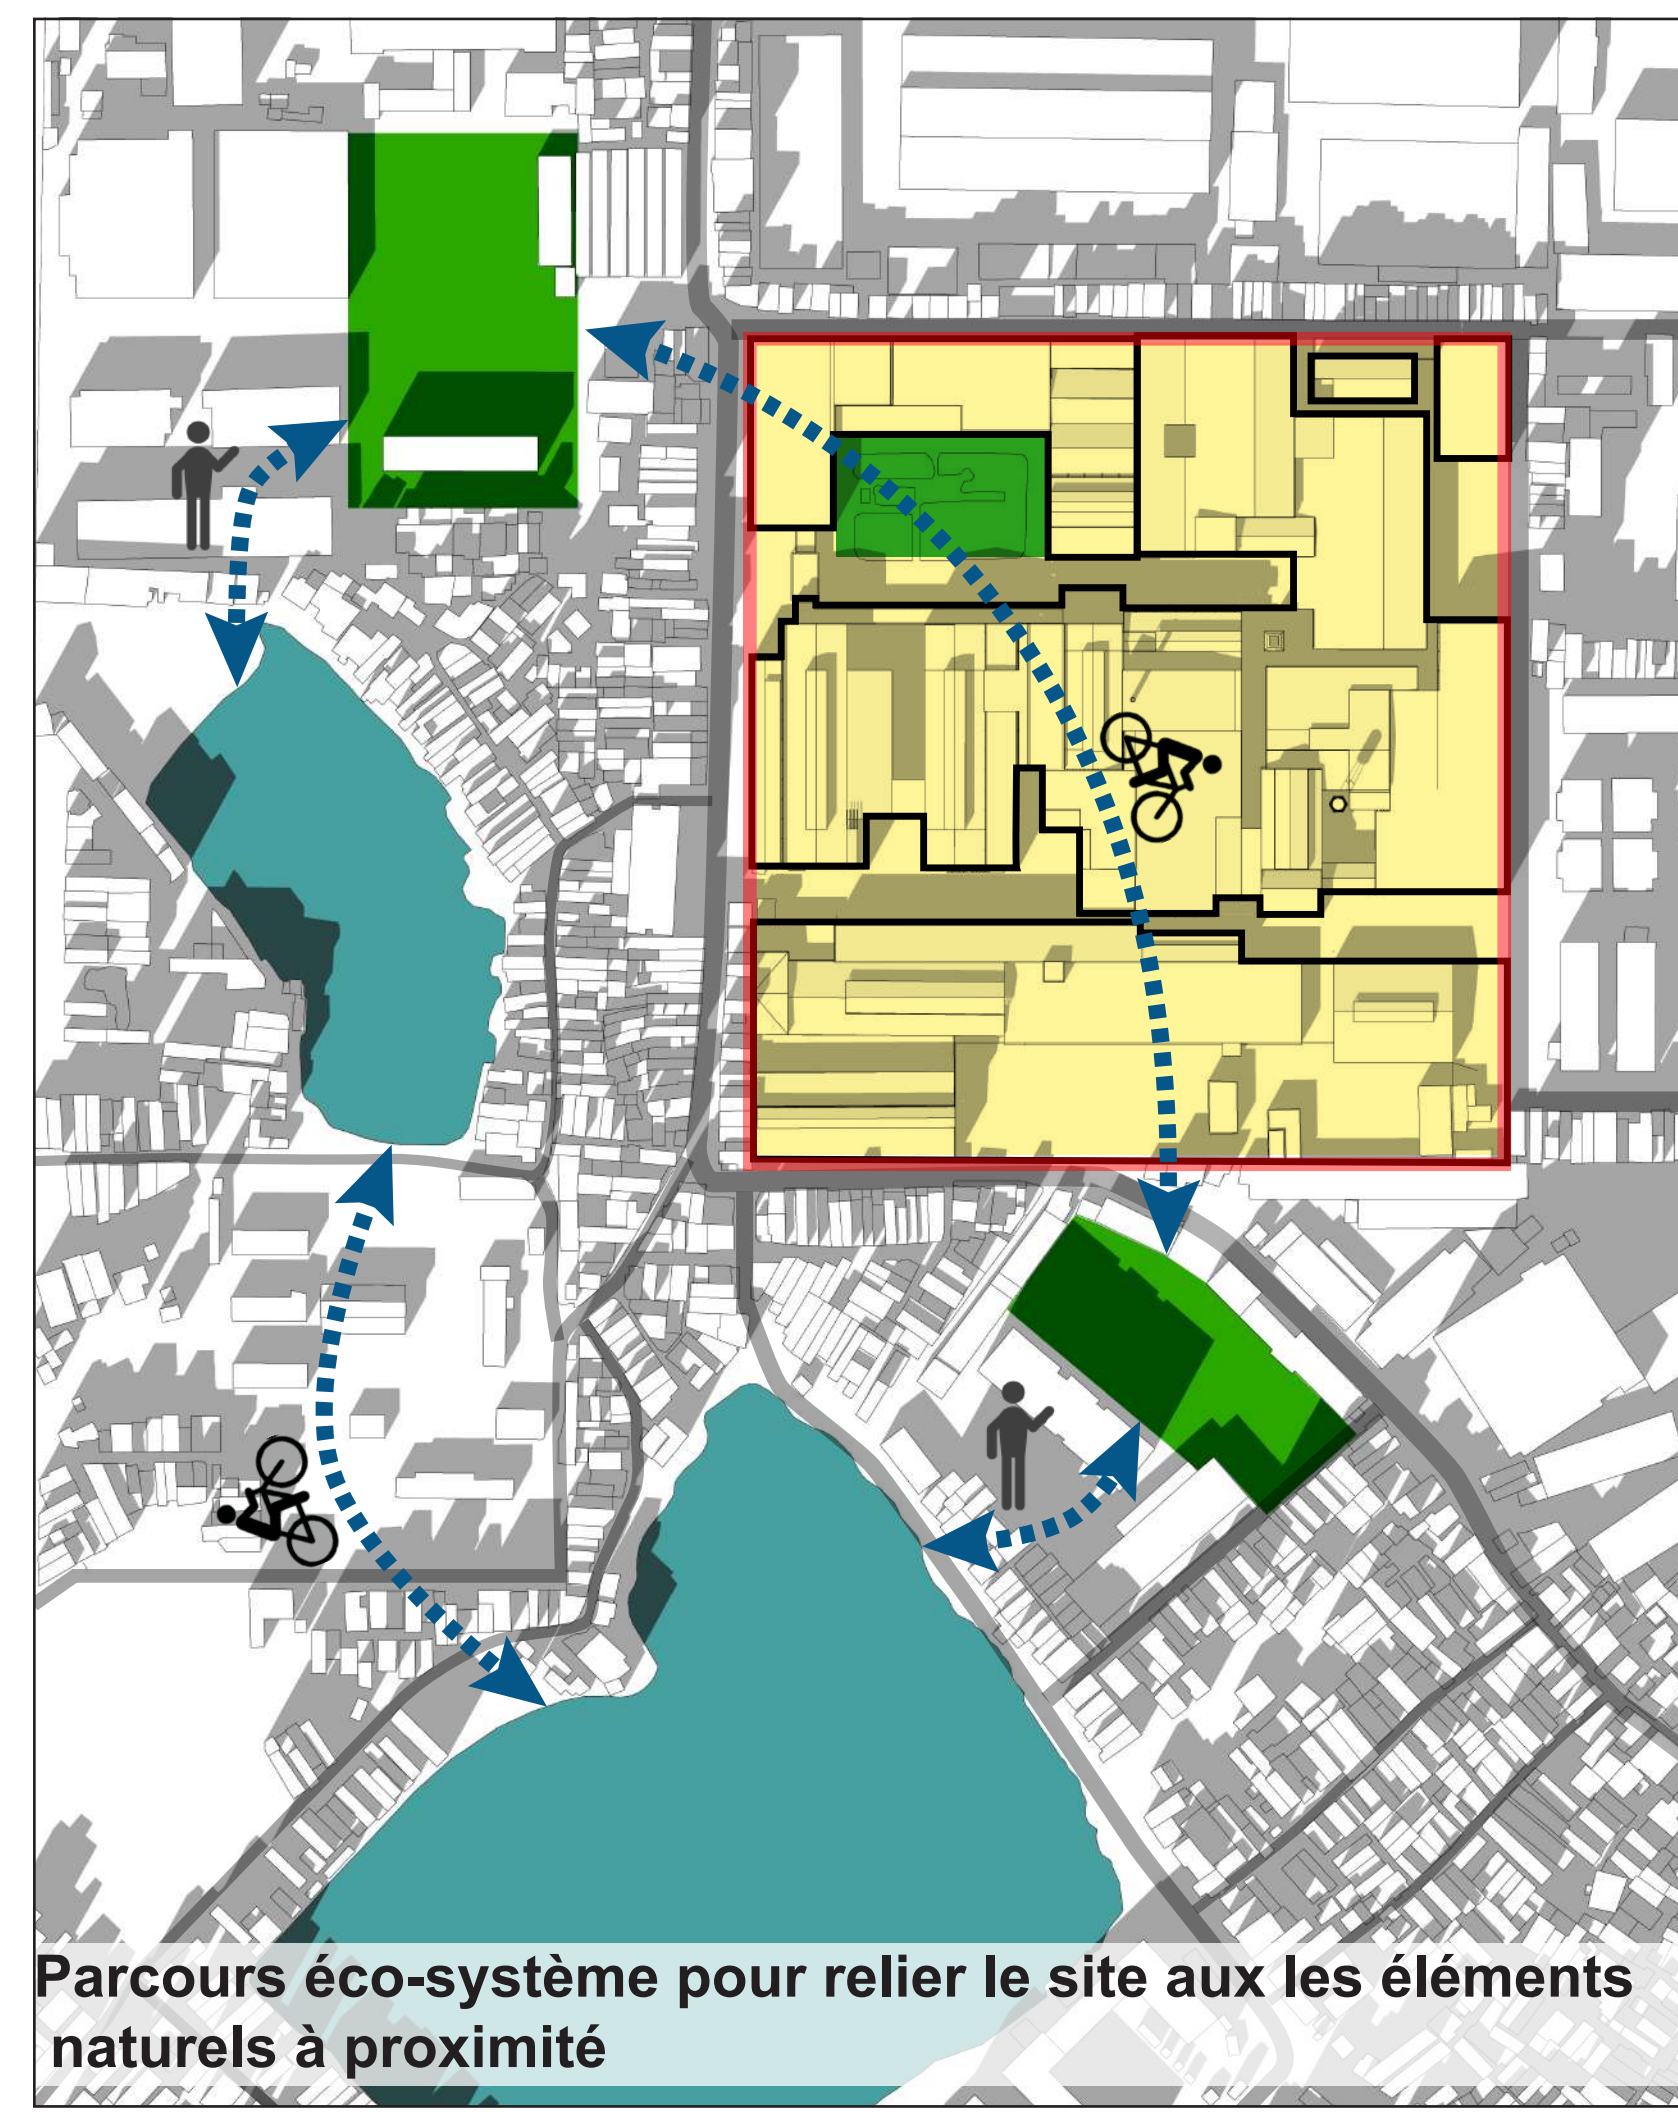 Parcours éco-système pour relier le site aux les éléments
naturels à proximité